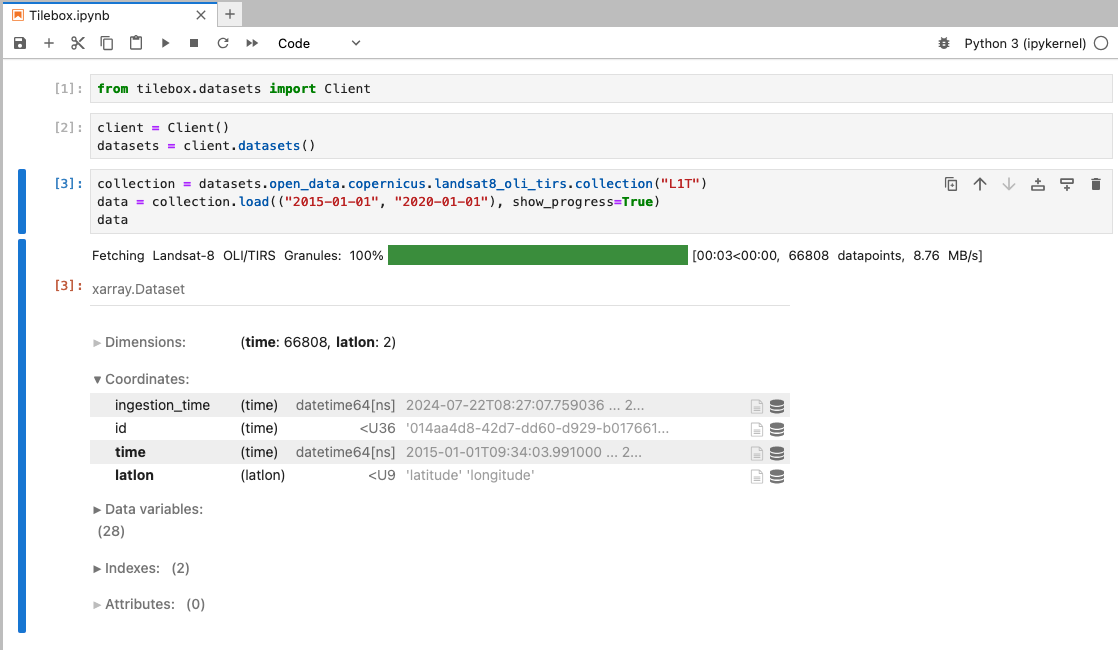 Tilebox.ipynb
Code
Python 3 (ipykernel)
[1]: from tilebox.datasets import Client
[2]: client = Client()
datasets = client.datasets()
[3]: collection = datasets.open_data.copernicus.landsat8_oli_tirs.collection("L1T")
data = collection.load(("2015-01-01", "2020-01-01"), show_progress=True)
data
Fetching Landsat-8 OLI/TIRS Granules: 100% [00:03<00:00, 66808 datapoints, 8.76 MB/s]
[3]: xarray.Dataset
▶ Dimensions: (time: 66808, latlon: 2)
▼ Coordinates:
ingestion_time (time) datetime64[ns] 2024-07-22T08:27:07.759036 ... 2...
id (time) <U36 '014aa4d8-42d7-dd60-d929-b017661...
time (time) datetime64[ns] 2015-01-01T09:34:03.991000 ... 2...
latlon (latlon) <U9 'latitude' 'longitude'
▶ Data variables:
(28)
▶ Indexes: (2)
▶ Attributes: (0)